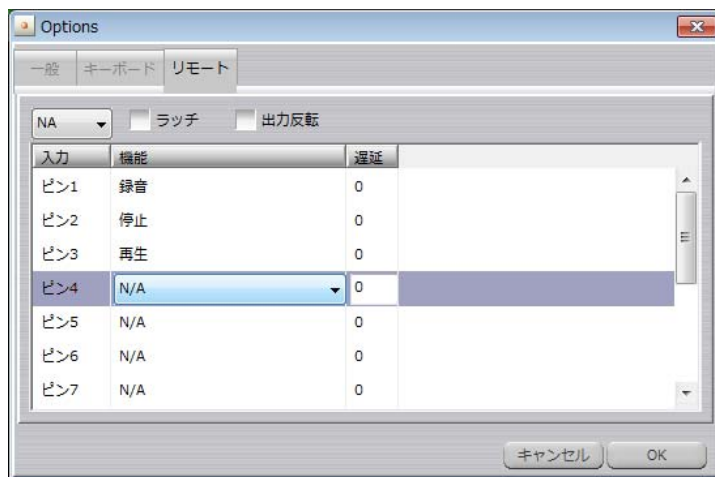 Options
一般 キーボード リモート
NA ラッチ 出力反転
入力 機能 遅延
ピン1 録音 0
ピン2 停止 0
ピン3 再生 0
ピン4 N/A 0
ピン5 N/A 0
ピン6 N/A 0
ピン7 N/A 0
キャンセル OK